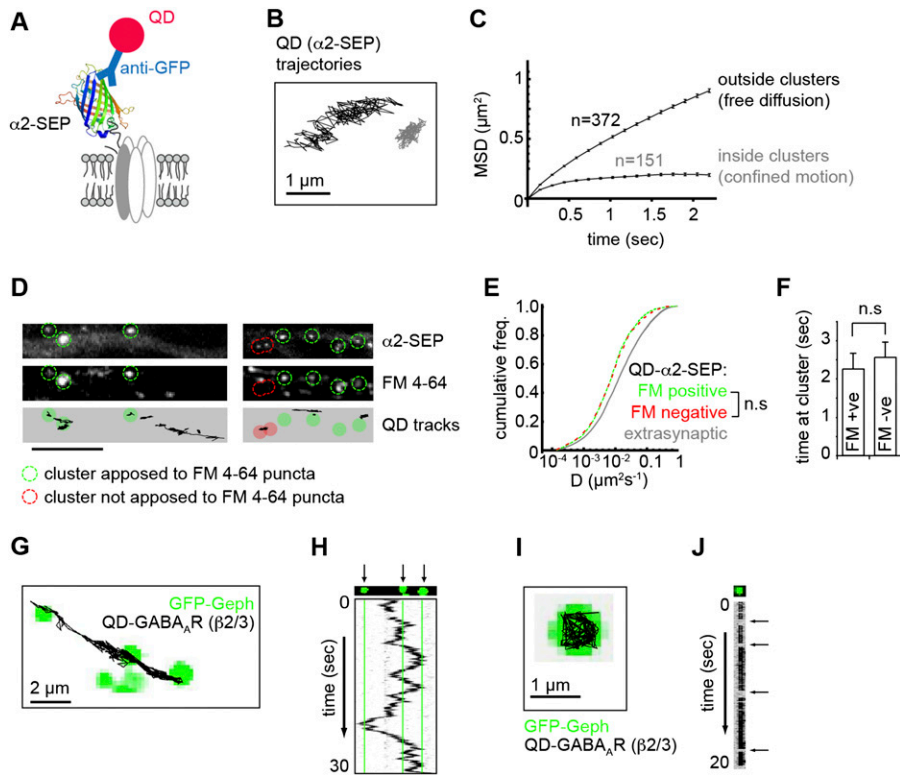 A
QD
anti-GFP
α2-SEP
B
QD (α2-SEP)
trajectories
1 μm
C
MSD (μm²)
1
0.5
0
n=372
n=151
outside clusters
(free diffusion)
inside clusters
(confined motion)
0.5 1 1.5 2
time (sec)
D
α2-SEP
FM 4-64
QD tracks
cluster apposed to FM 4-64 puncta
cluster not apposed to FM 4-64 puncta
E
cumulative freq.
1.0
0.8
0.6
0.4
0.2
0
QD-α2-SEP:
FM positive
FM negative
n.s
extrasynaptic
10⁻⁴ 10⁻³ 10⁻² 0.1 1
D (μm²s⁻¹)
F
n.s
time at cluster (sec)
3
2
1
0
FM +ve
FM -ve
G
GFP-Geph
QD-GABA_AR (β2/3)
2 μm
H
0
time (sec)
30
I
1 μm
GFP-Geph
QD-GABA_AR (β2/3)
J
0
time (sec)
20